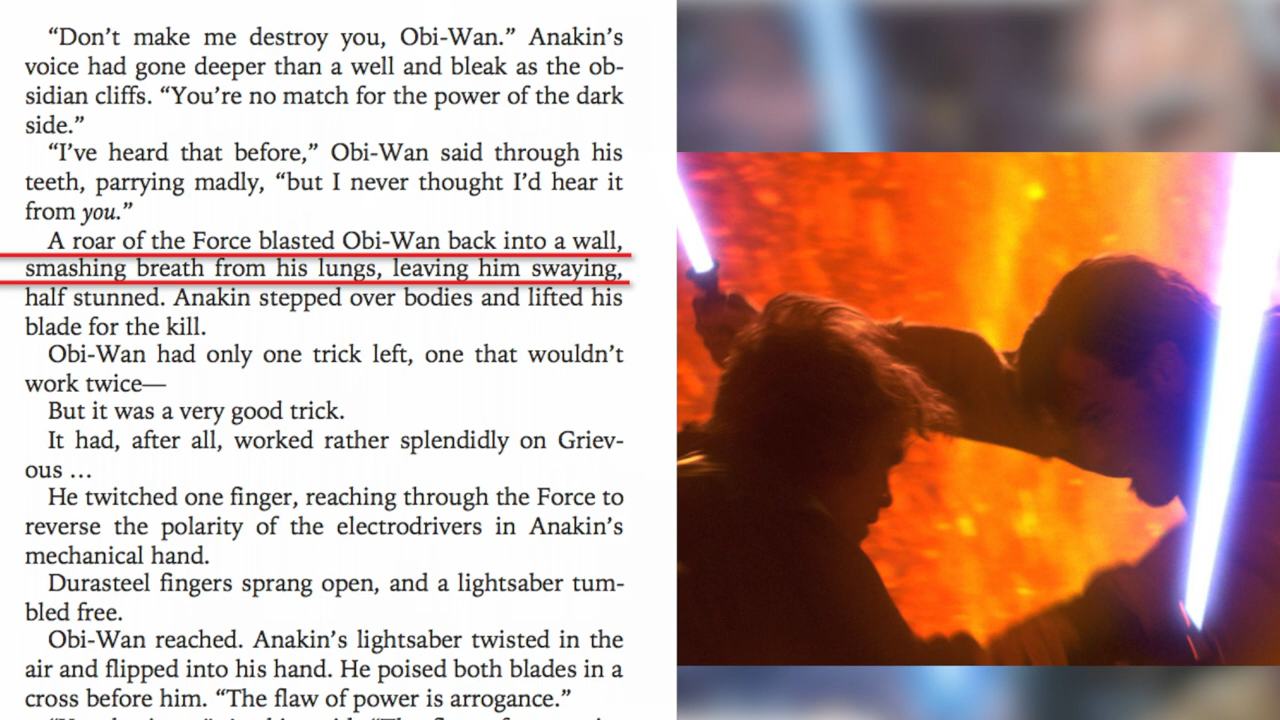 “Don’t make me destroy you, Obi-Wan.” Anakin’s
voice had gone deeper than a well and bleak as the ob-
sidian cliffs. “You’re no match for the power of the dark
side.”
“I’ve heard that before,” Obi-Wan said through his
teeth, parrying madly, “but I never thought I’d hear it
from you.”
A roar of the Force blasted Obi-Wan back into a wall,
smashing breath from his lungs, leaving him swaying,
half stunned. Anakin stepped over bodies and lifted his
blade for the kill.
Obi-Wan had only one trick left, one that wouldn’t
work twice—
But it was a very good trick.
It had, after all, worked rather splendidly on Griev-
ous …
He twitched one finger, reaching through the Force to
reverse the polarity of the electrodrivers in Anakin’s
mechanical hand.
Durasteel fingers sprang open, and a lightsaber tum-
bled free.
Obi-Wan reached. Anakin’s lightsaber twisted in the
air and flipped into his hand. He poised both blades in a
cross before him. “The flaw of power is arrogance.”